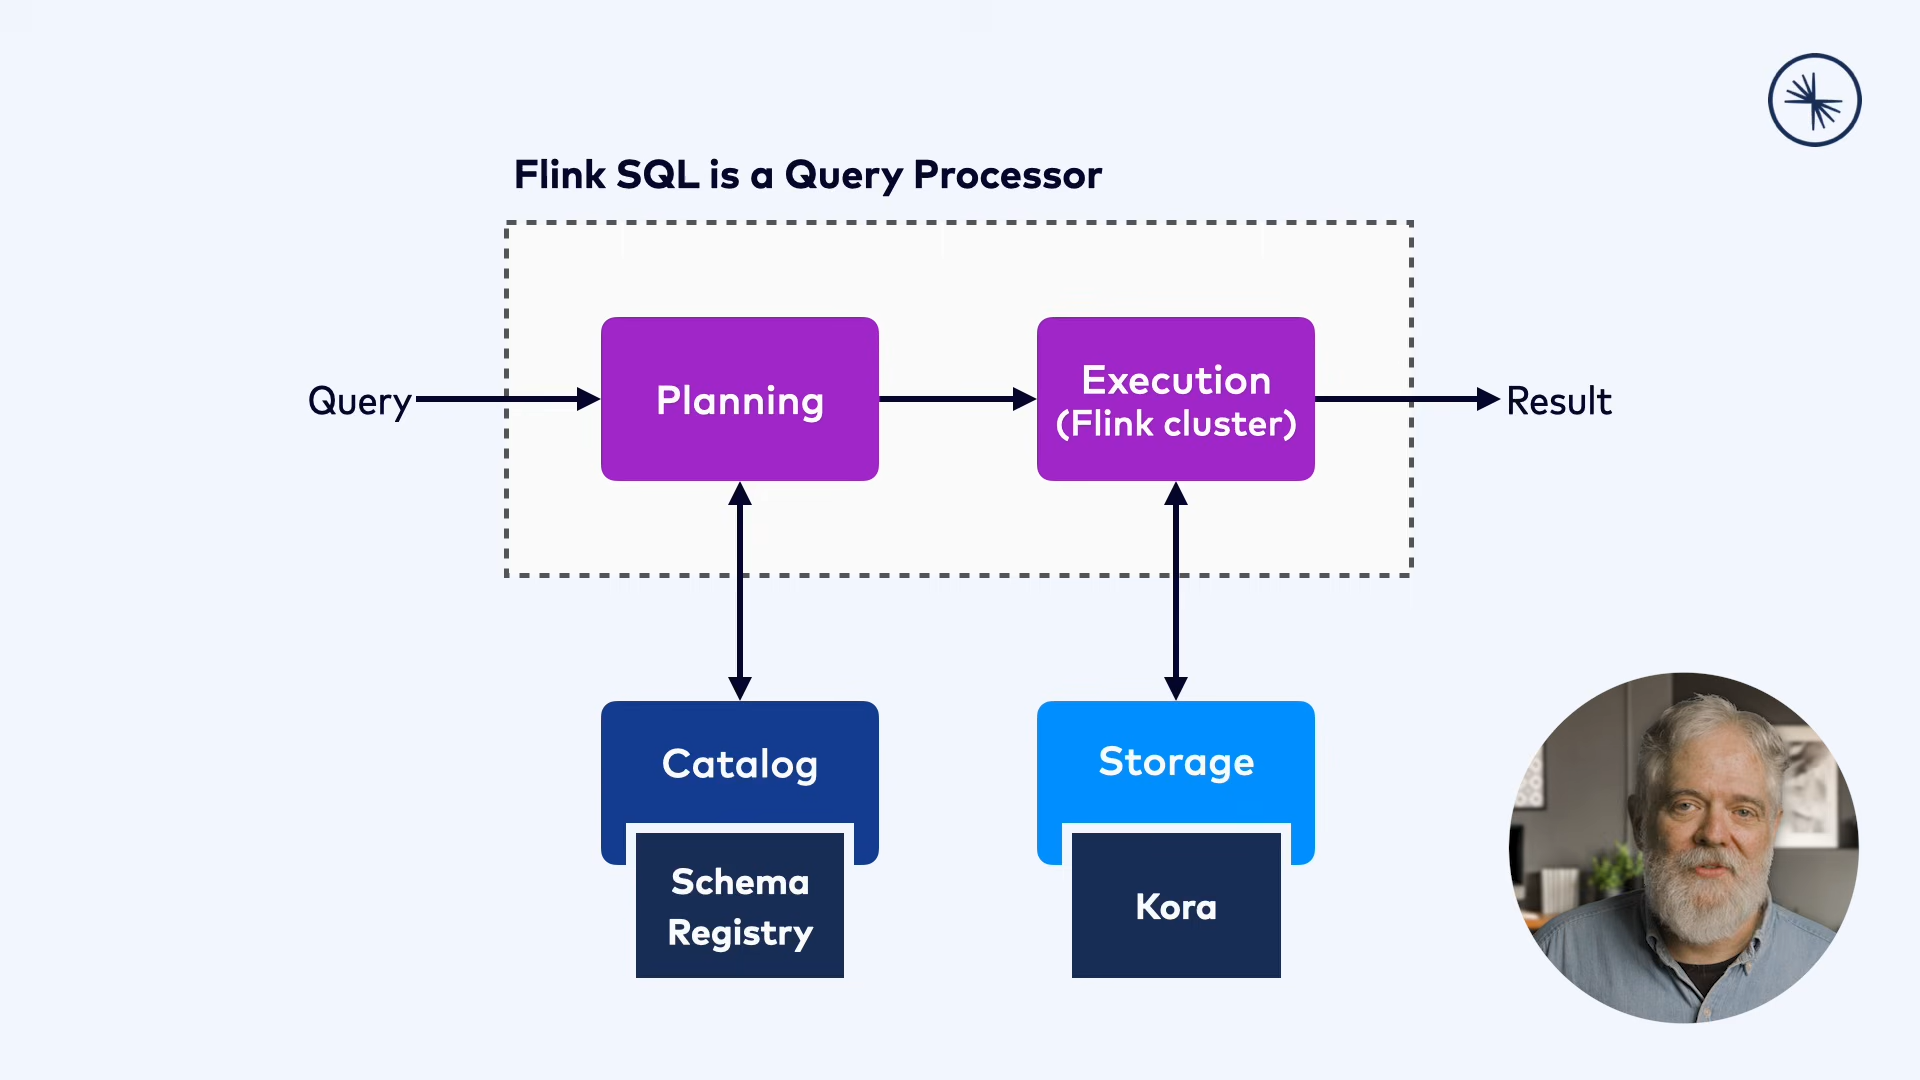 Flink SQL is a Query Processor
Query
Planning
Execution
(Flink cluster)
Result
Catalog
Storage
Schema
Registry
Kora